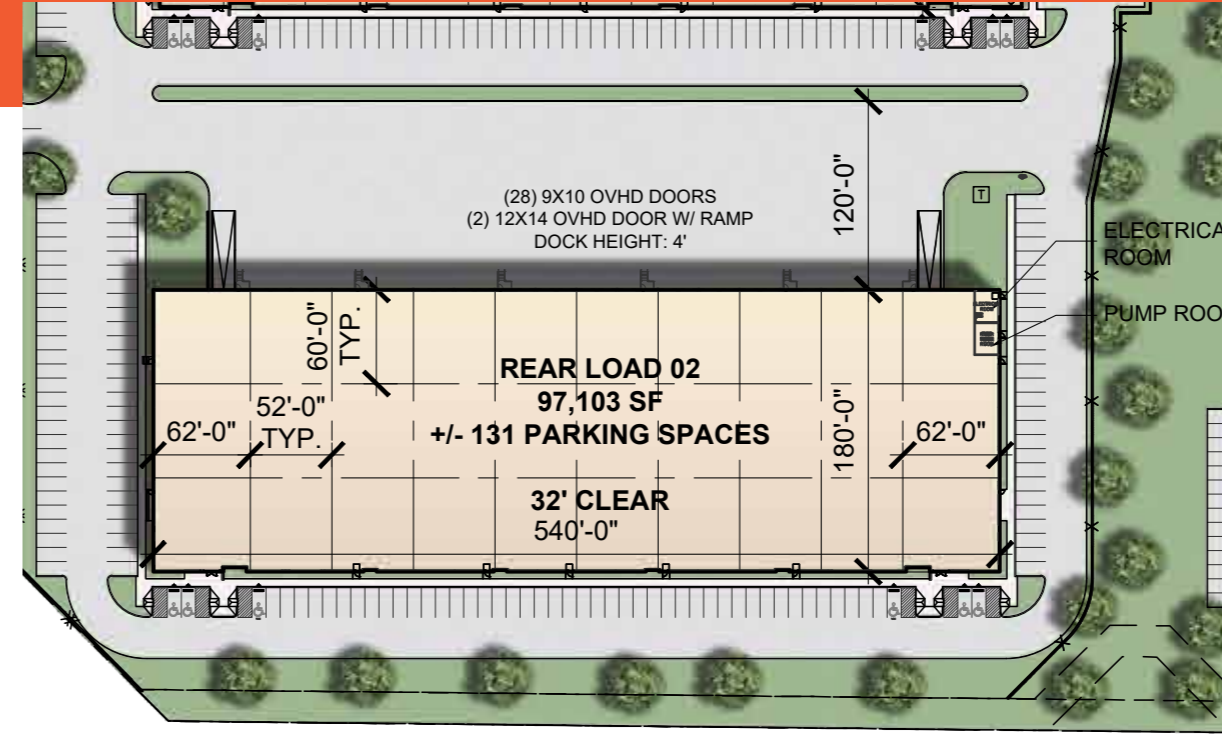 (28) 9X10 OVHD DOORS
(2) 12X14 OVHD DOOR W/ RAMP
DOCK HEIGHT: 4'
120'-0"
T
ELECTRICA
ROOM
PUMP ROO
60'-0"
TYP.
REAR LOAD 02
97,103 SF
+/- 131 PARKING SPACES
52'-0"
TYP.
62'-0"
62'-0"
180'-0"
32' CLEAR
540'-0"